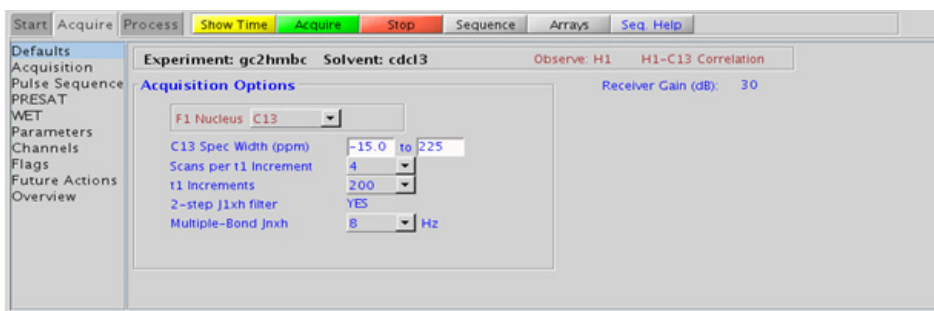 Start Acquire Process Show Time Acquire Stop Sequence Arrays Seq. Help
Defaults
Acquisition
Pulse Sequence
PRESAT
WET
Parameters
Channels
Flags
Future Actions
Overview
Experiment: gc2hmbc Solvent: cdcl3 Observe: H1 H1-C13 Correlation
Acquisition Options Receiver Gain (dB): 30
F1 Nucleus C13
C13 Spec Width (ppm) -15.0 to 225
Scans per t1 Increment 4
t1 Increments 200
2-step J1xh filter YES
Multiple-Bond Jnxh 8 Hz